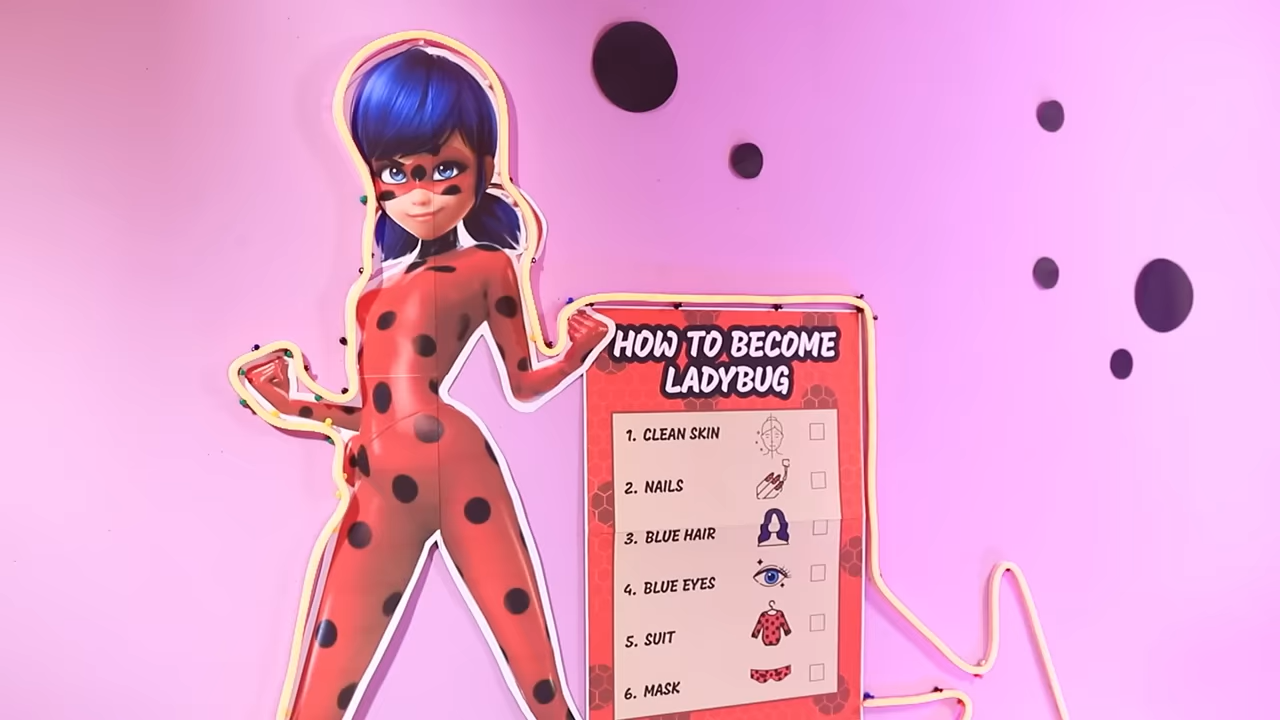 HOW TO BECOME
LADYBUG
1. CLEAN SKIN
2. NAILS
3. BLUE HAIR
4. BLUE EYES
5. SUIT
6. MASK